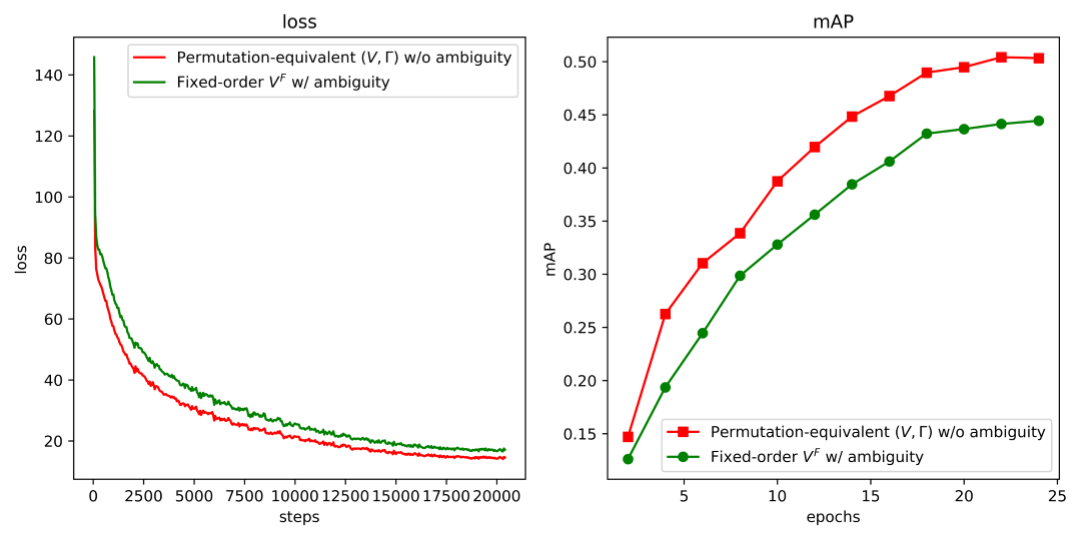 loss
Permutation-equivalent (V, Γ) w/o ambiguity
Fixed-order V^F w/ ambiguity
140
120
100
80
60
40
20
loss
0 2500 5000 7500 10000 12500 15000 17500 20000
steps
mAP
0.50
0.45
0.40
0.35
0.30
0.25
0.20
0.15
mAP
Permutation-equivalent (V, Γ) w/o ambiguity
Fixed-order V^F w/ ambiguity
5 10 15 20 25
epochs